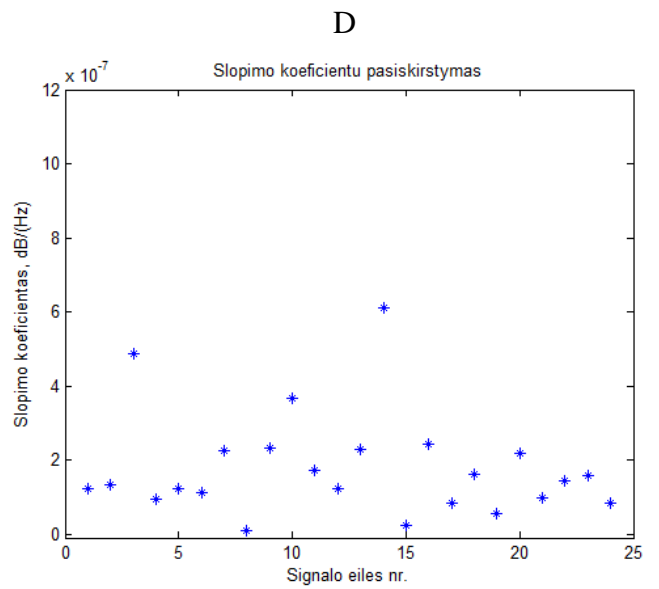 D
x 10^-7
Slopimo koeficientu pasiskirstymas
12
10
8
6
4
2
0
Slopimo koeficientas, dB/(Hz)
0 5 10 15 20 25
Signalo eiles nr.